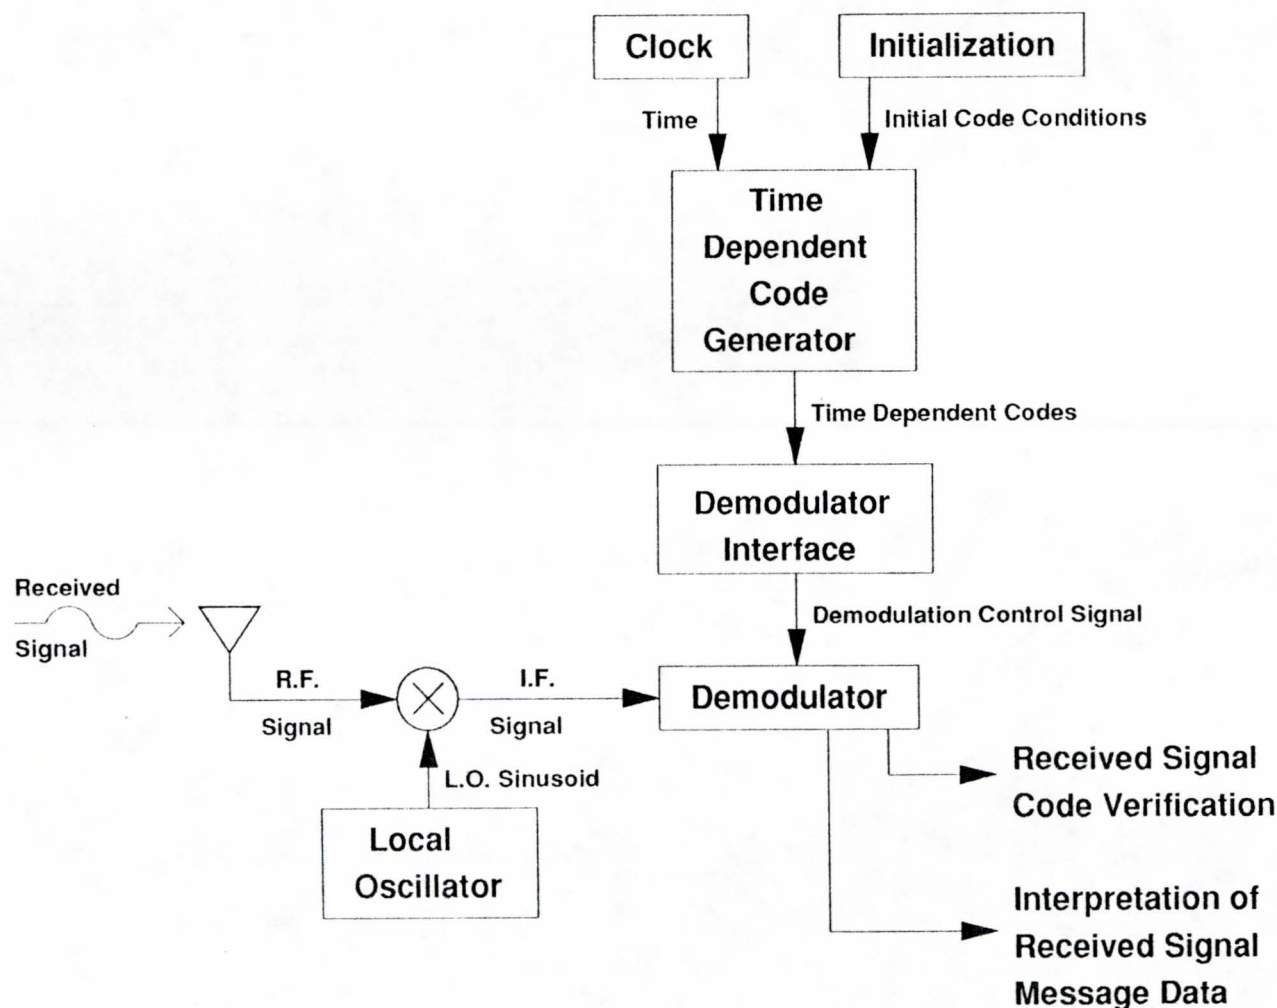 Clock
Initialization
Time
Initial Code Conditions
Time
Dependent
Code
Generator
Time Dependent Codes
Demodulator
Interface
Demodulation Control Signal
Received
Signal
R.F.
Signal
I.F.
Signal
Demodulator
L.O. Sinusoid
Local
Oscillator
Received Signal
Code Verification
Interpretation of
Received Signal
Message Data